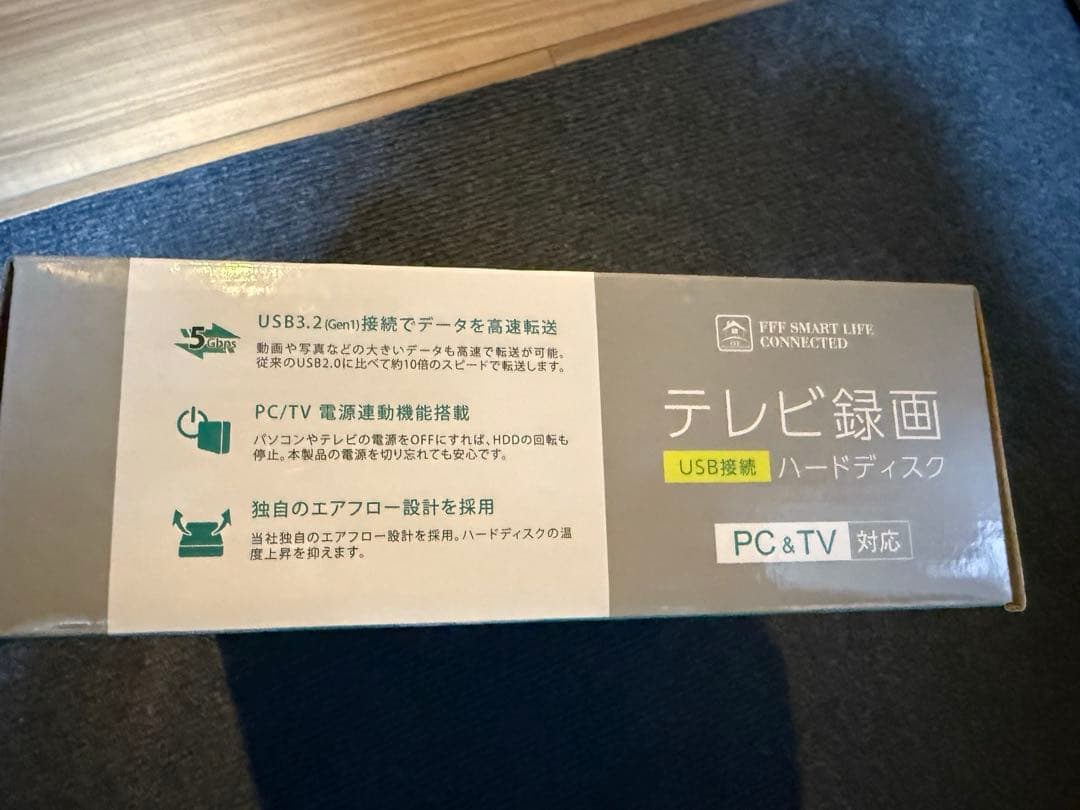 5Gbps
USB3.2(Gen1)接続でデータを高速転送
動画や写真などの大きいデータも高速で転送が可能。
従来のUSB2.0に比べて約10倍のスピードで転送します。
PC/TV 電源連動機能搭載
パソコンやテレビの電源をOFFにすれば、HDDの回転も
停止。本製品の電源を切り忘れても安心です。
独自のエアフロー設計を採用
当社独自のエアフロー設計を採用。ハードディスクの温
度上昇を抑えます。
FFF SMART LIFE
CONNECTED
テレビ録画
USB接続 ハードディスク
PC&TV 対応